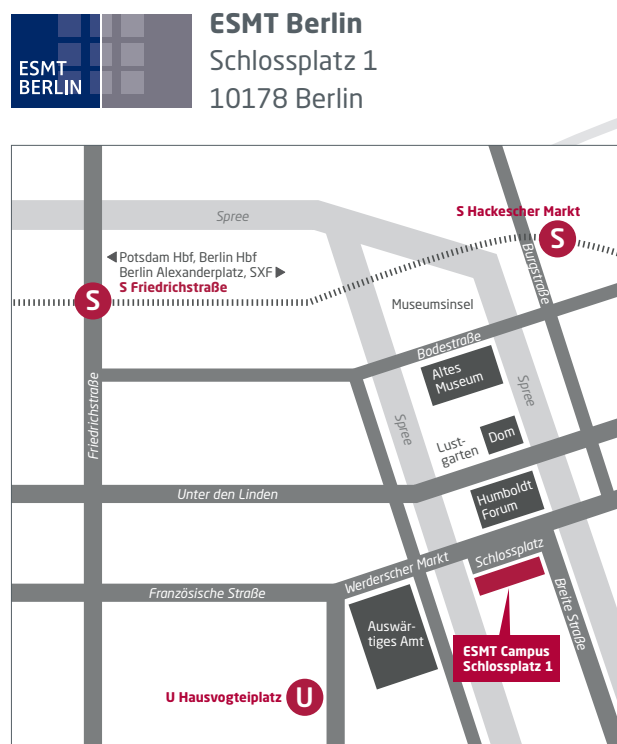 ESMT
BERLIN
ESMT Berlin
Schlossplatz 1
10178 Berlin
Spree
S Hackescher Markt
S
◀Potsdam Hbf, Berlin Hbf
Berlin Alexanderplatz, SXF▶
S Friedrichstraße
S
Burgstraße
Museumsinsel
Bodestraße
Altes
Museum
Friedrichstraße
Spree
Spree
Lust-
garten
Dom
Unter den Linden
Humboldt
Forum
Schlossplatz
Werderscher Markt
Französische Straße
Breite Straße
Auswär-
tiges Amt
ESMT Campus
Schlossplatz 1
U Hausvogteiplatz
U